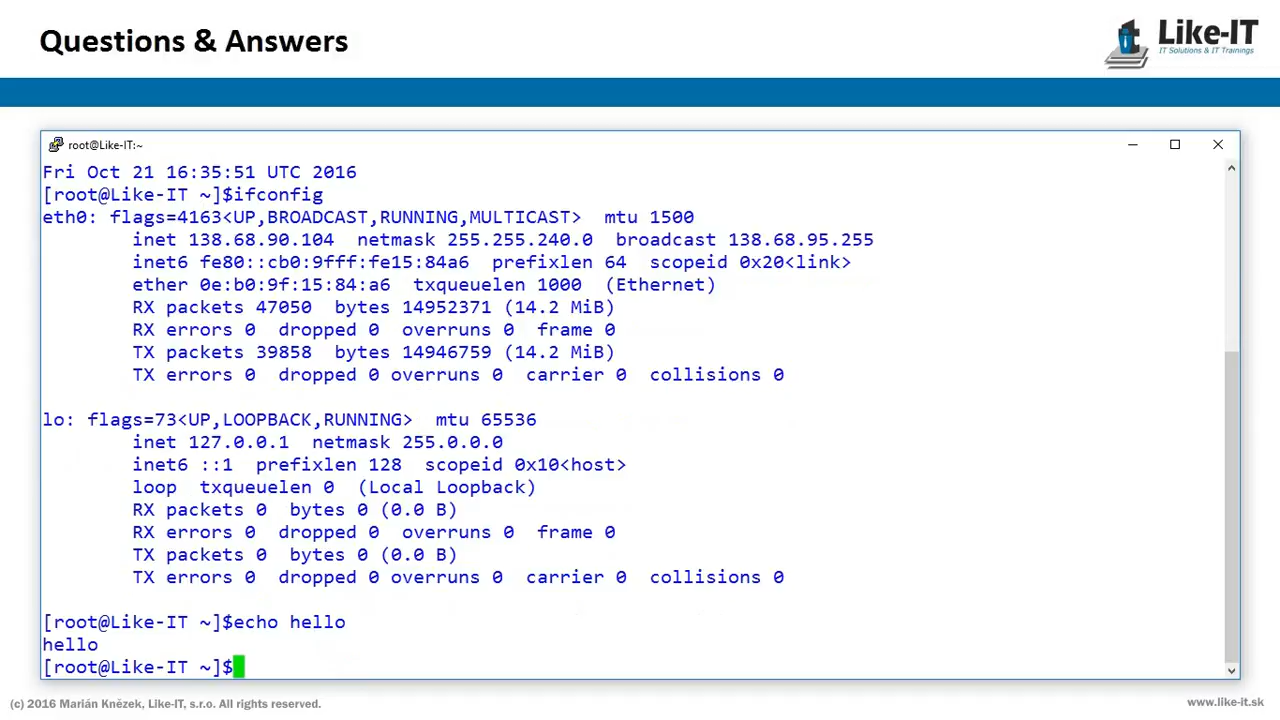 Questions & Answers
Like-IT
IT Solutions & IT Trainings
root@Like-IT:~
Fri Oct 21 16:35:51 UTC 2016
[root@Like-IT ~]$ifconfig
eth0: flags=4163<UP,BROADCAST,RUNNING,MULTICAST>  mtu 1500
        inet 138.68.90.104  netmask 255.255.240.0  broadcast 138.68.95.255
        inet6 fe80::cb0:9fff:fe15:84a6  prefixlen 64  scopeid 0x20<link>
        ether 0e:b0:9f:15:84:a6  txqueuelen 1000  (Ethernet)
        RX packets 47050  bytes 14952371 (14.2 MiB)
        RX errors 0  dropped 0  overruns 0  frame 0
        TX packets 39858  bytes 14946759 (14.2 MiB)
        TX errors 0  dropped 0 overruns 0  carrier 0  collisions 0
lo: flags=73<UP,LOOPBACK,RUNNING>  mtu 65536
        inet 127.0.0.1  netmask 255.0.0.0
        inet6 ::1  prefixlen 128  scopeid 0x10<host>
        loop  txqueuelen 0  (Local Loopback)
        RX packets 0  bytes 0 (0.0 B)
        RX errors 0  dropped 0  overruns 0  frame 0
        TX packets 0  bytes 0 (0.0 B)
        TX errors 0  dropped 0 overruns 0  carrier 0  collisions 0
[root@Like-IT ~]$echo hello
hello
[root@Like-IT ~]$
(c) 2016 Marián Knězek, Like-IT, s.r.o. All rights reserved.
www.like-it.sk